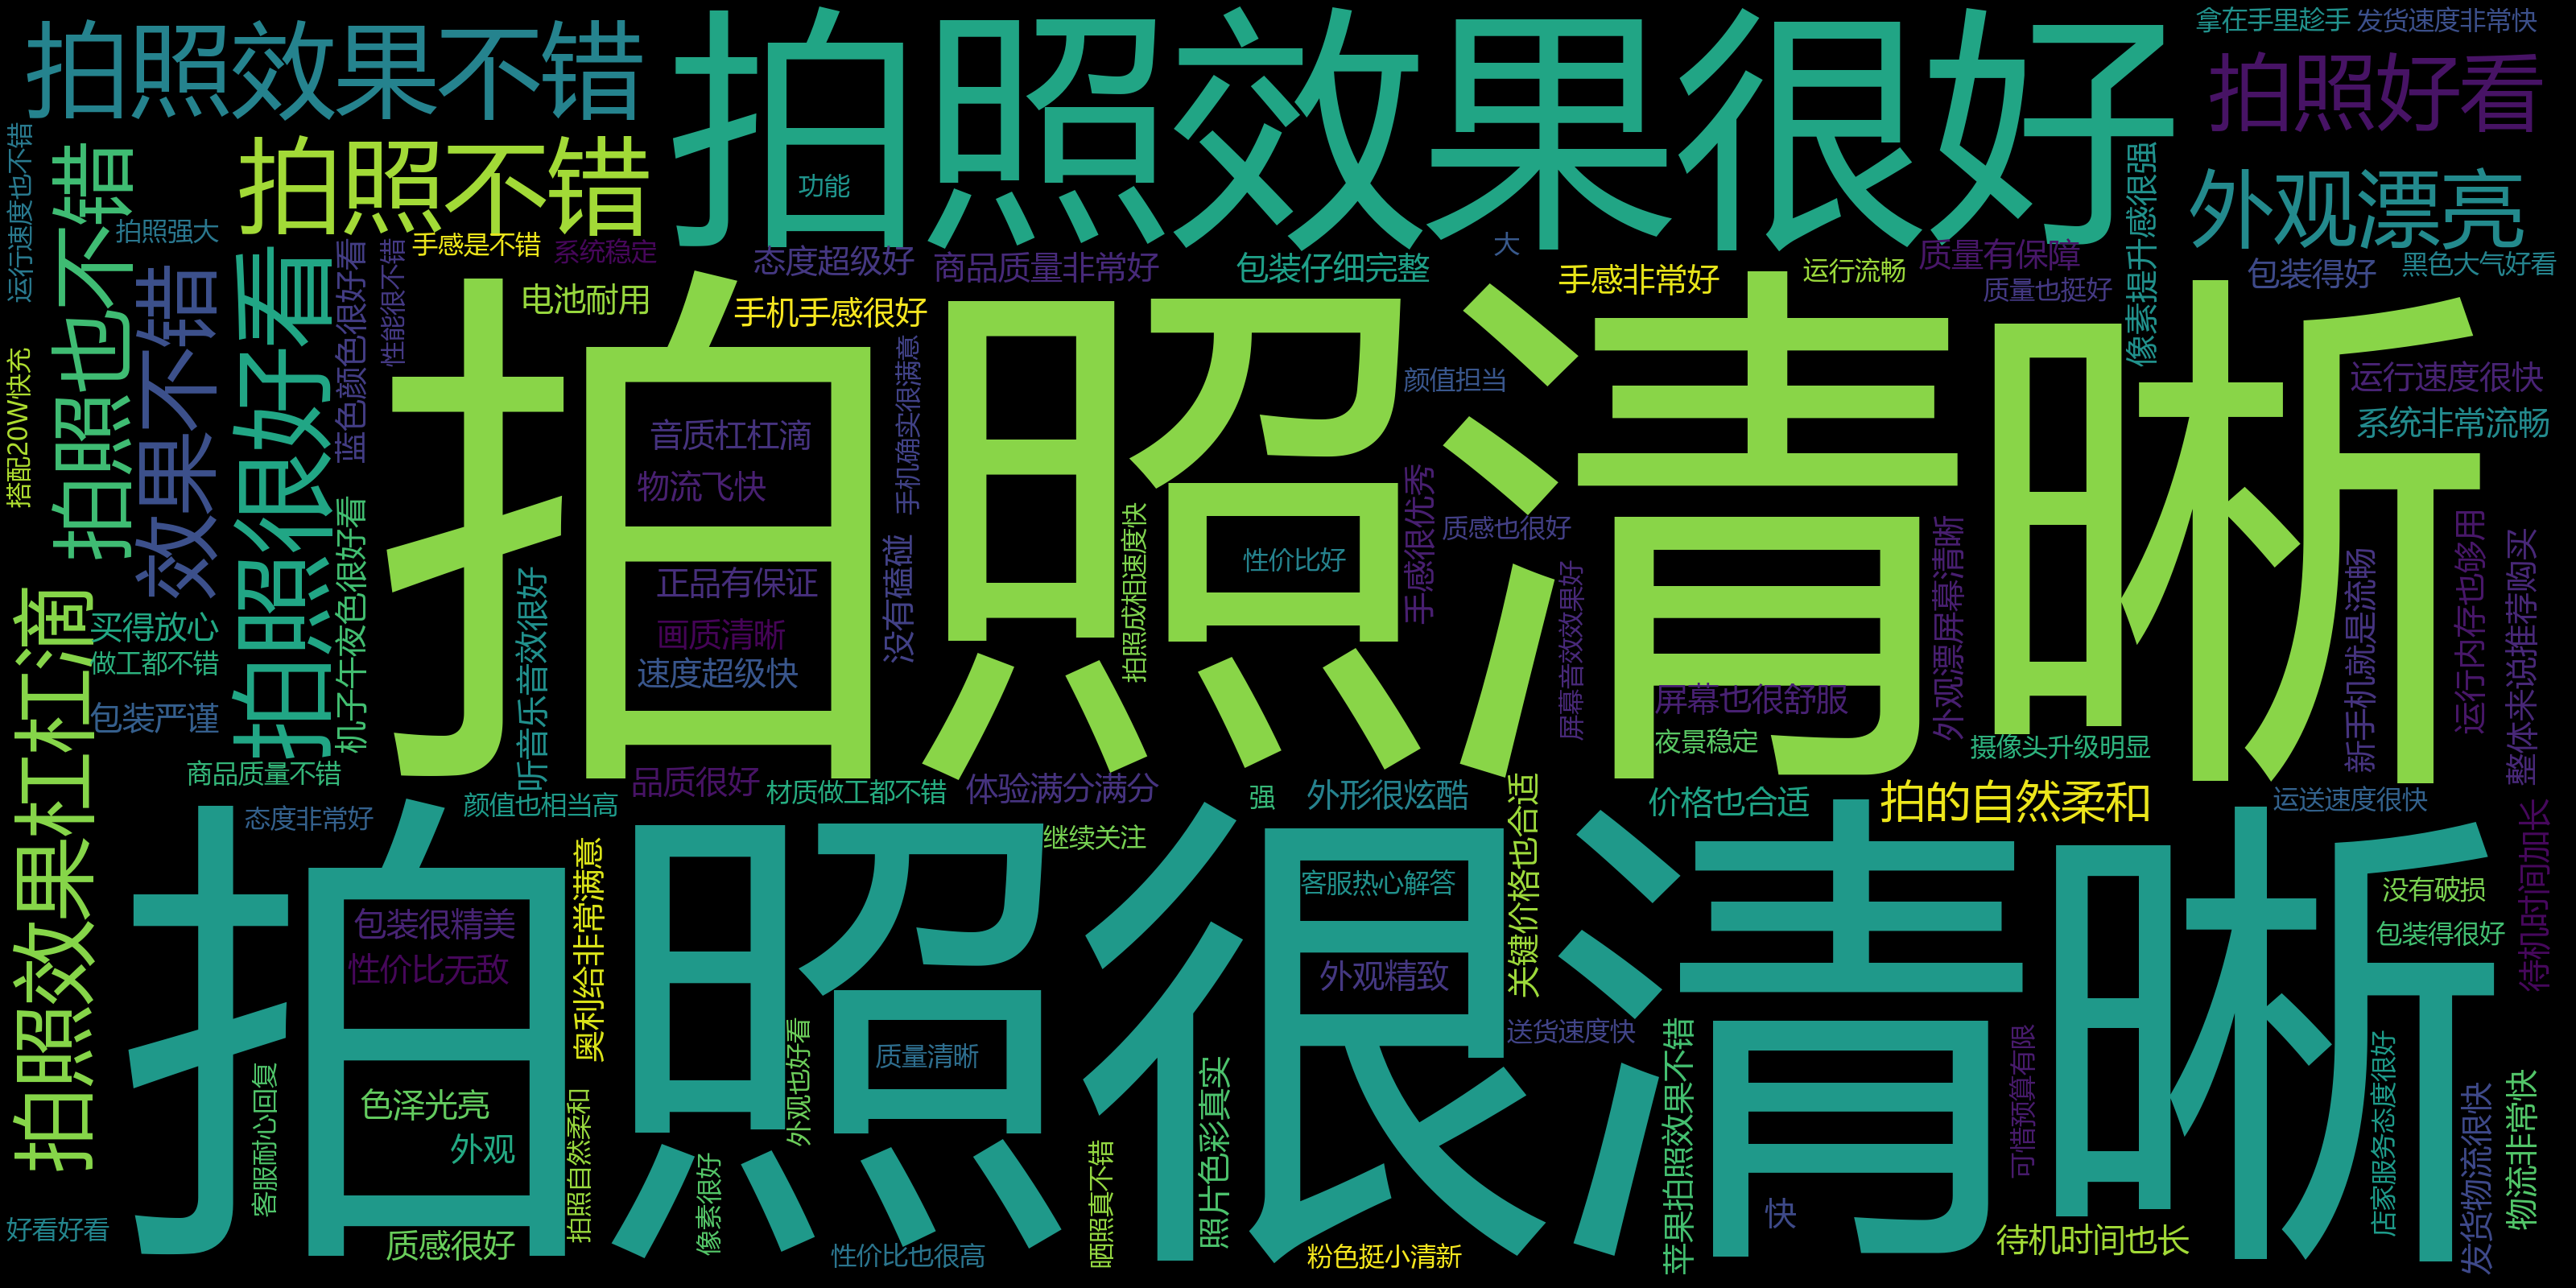 拍照效果不错
拍照效果很好
拿在手里趁手
发货速度非常快
拍照好看
拍照不错
外观漂亮
运行速度也不错
拍照也不错
拍照强大
功能
像素提升感很强
手感是不错
系统稳定
态度超级好
商品质量非常好
包装仔细完整
大
手感非常好
运行流畅
质量有保障
质量也挺好
包装得好
黑色大气好看
效果不错
拍照很好看
蓝色颜色很好看
性能很不错
电池耐用
手机手感很好
拍照清晰
手机确实很满意
颜值担当
运行速度很快
系统非常流畅
搭配20W快充
音质杠杠滴
物流飞快
手感很优秀
质感也很好
机子午夜色很好看
没有磕碰
拍照成相速度快
性价比好
外观漂屏幕清晰
运行内存也够用
整体来说推荐购买
新手机就是流畅
听音乐音效很好
正品有保证
画质清晰
速度超级快
屏幕音效效果好
屏幕也很舒服
夜景稳定
摄像头升级明显
拍照效果杠杠滴
买得放心
做工都不错
包装严谨
商品质量不错
品质很好
材质做工都不错
体验满分满分
强
外形很炫酷
关键价格也合适
价格也合适
拍的自然柔和
运送速度很快
待机时间加长
态度非常好
颜值也相当高
继续关注
拍照很清晰
奥利给非常满意
客服热心解答
没有破损
包装得很好
包装很精美
性价比无敌
外观精致
外观也好看
质量清晰
送货速度快
苹果拍照效果不错
可惜预算有限
店家服务态度很好
发货物流很快
物流非常快
客服耐心回复
色泽光亮
外观
拍照自然柔和
像素很好
晒照真不错
照片色彩真实
快
好看好看
质感很好
性价比也很高
粉色挺小清新
待机时间也长